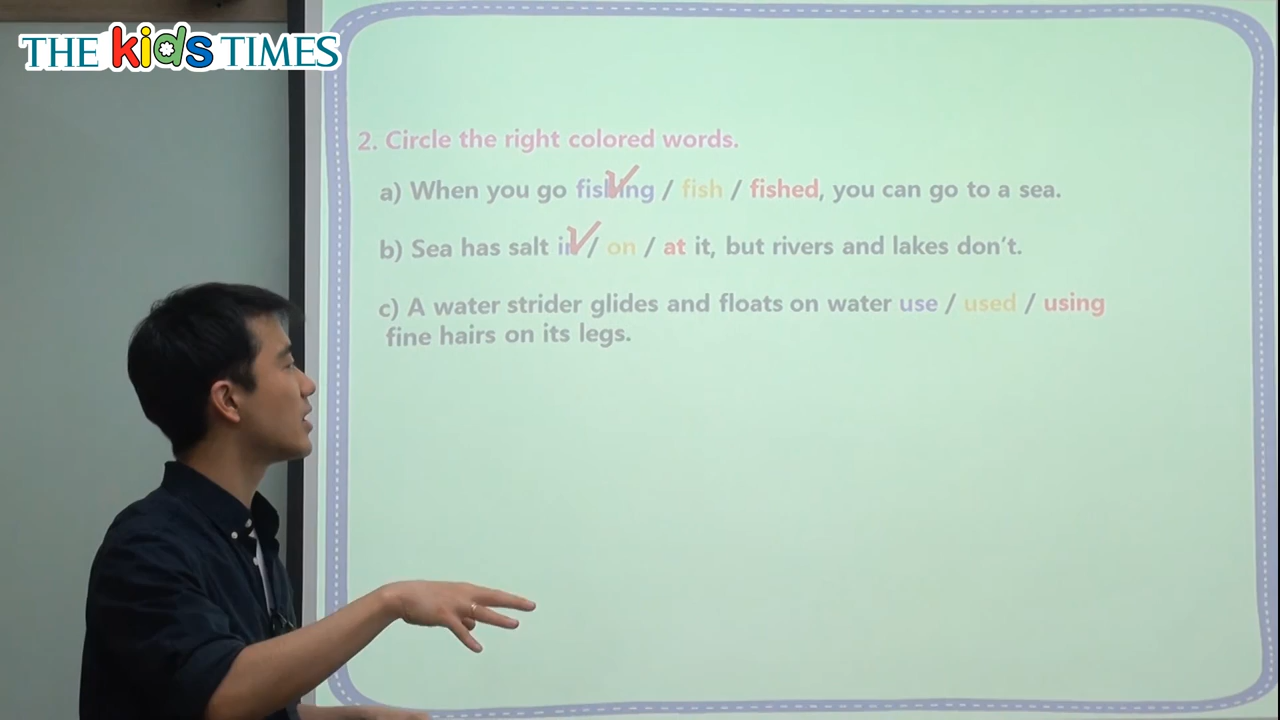 THE kids TIMES
2. Circle the right colored words.
a) When you go fishing / fish / fished, you can go to a sea.
b) Sea has salt in / on / at it, but rivers and lakes don't.
c) A water strider glides and floats on water use / used / using
fine hairs on its legs.